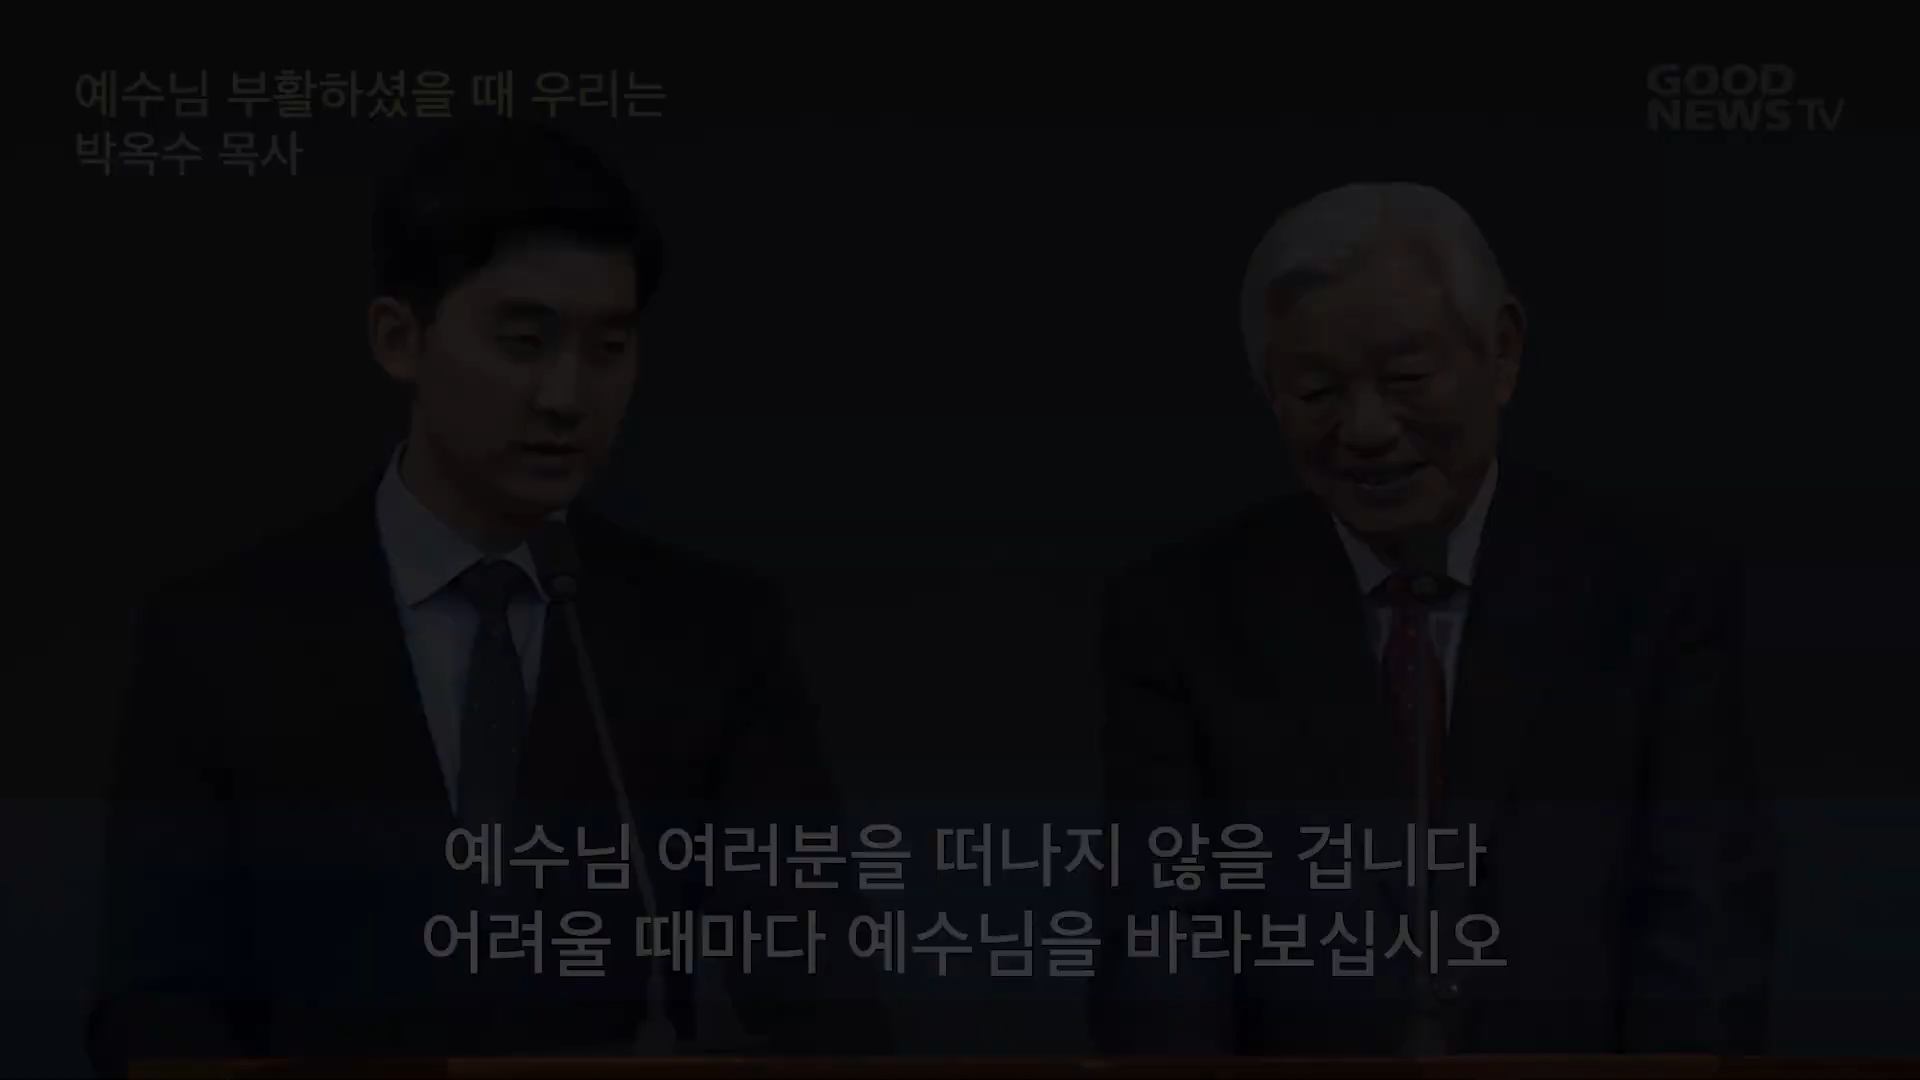 예수님 부활하셨을 때 우리는
박옥수 목사
GOOD
NEWS TV
예수님 여러분을 떠나지 않을 겁니다
어려울 때마다 예수님을 바라보십시오